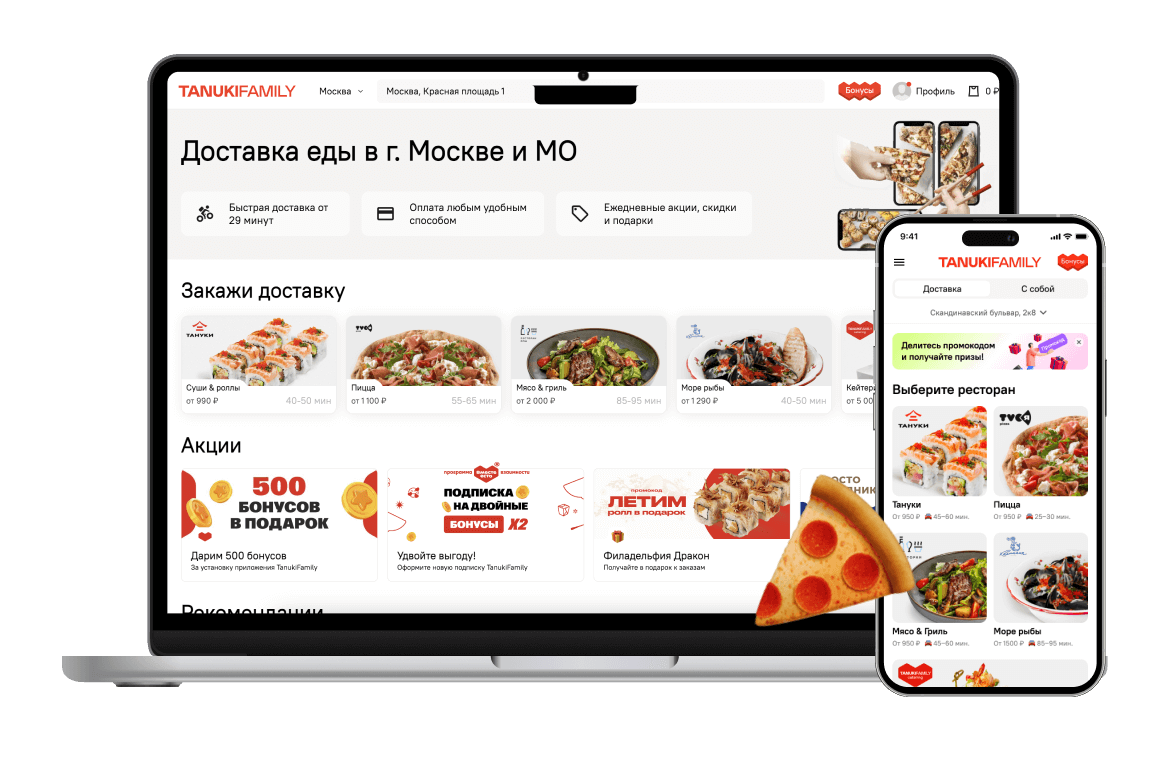 TANUKIFAMILY
Москва
Москва, Красная площадь 1
Бонусы
Профиль
0 ₽
Доставка еды в г. Москве и МО
Быстрая доставка от
29 минут
Оплата любым удобным
способом
Ежедневные акции, скидки
и подарки
Закажи доставку
ТАНУКИ
Суши & роллы
от 990 ₽
40-50 мин
Пицца
от 1 100 ₽
55-65 мин
Мясо & гриль
от 2 000 ₽
85-95 мин
Море рыбы
от 1 290 ₽
40-50 мин
TANUKIFAMILY
catering
Кейтери
от 5 00
Акции
500
БОНУСОВ
В ПОДАРОК
Дарим 500 бонусов
За установку приложения TanukiFamily
программа
взаимности
ПОДПИСКА
НА ДВОЙНЫЕ
БОНУСЫ X2
Удвойте выгоду!
Оформите новую подписку TanukiFamily
промокод
ЛЕТИМ
ролл в подарок
Филадельфия Дракон
Получайте в подарок к заказам
Рекомендации
9:41
TANUKIFAMILY
Бонусы
Доставка
С собой
Скандинавский бульвар, 2к8
Делитесь промокодом
и получайте призы!
Промокод
Выберите ресторан
ТАНУКИ
Тануки
От 950 ₽ 45–60 мин.
Пицца
От 950 ₽ 25–30 мин.
Мясо & Гриль
От 950 ₽ 45–60 мин.
Море рыбы
От 1500 ₽ 85–95 мин.
TANUKIFAMILY
catering